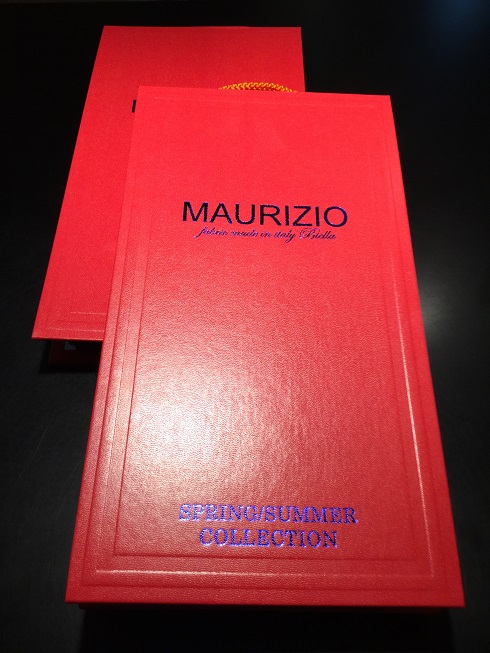 MAURIZIO
fabric made in italy Biella
SPRING/SUMMER
COLLECTION